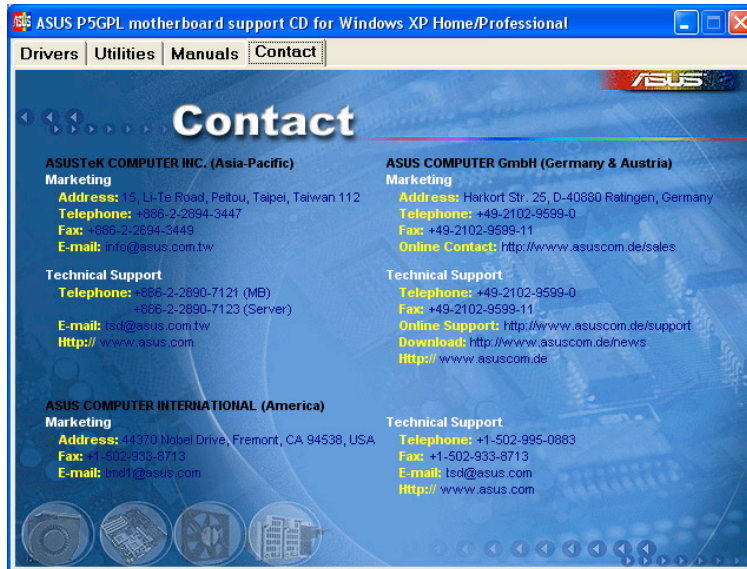 ASUS P5GPL motherboard support CD for Windows XP Home/Professional
Drivers Utilities Manuals Contact
ASUS
Contact
ASUSTeK COMPUTER INC. (Asia-Pacific)
Marketing
Address: 15, Li-Te Road, Peitou, Taipei, Taiwan 112
Telephone: +886-2-2894-3447
Fax: +886-2-2894-3449
E-mail: info@asus.com.tw
Technical Support
Telephone: +886-2-2890-7121 (MB)
+886-2-2890-7123 (Server)
E-mail: tsd@asus.com.tw
Http:// www.asus.com
ASUS COMPUTER GmbH (Germany & Austria)
Marketing
Address: Harkort Str. 25, D-40880 Ratingen, Germany
Telephone: +49-2102-9599-0
Fax: +49-2102-9599-11
Online Contact: http://www.asuscom.de/sales
Technical Support
Telephone: +49-2102-9599-0
Fax: +49-2102-9599-11
Online Support: http://www.asuscom.de/support
Download: http://www.asuscom.de/news
Http:// www.asuscom.de
ASUS COMPUTER INTERNATIONAL (America)
Marketing
Address: 44370 Nobel Drive, Fremont, CA 94538, USA
Fax: +1-502-933-8713
E-mail: tmd1@asus.com
Technical Support
Telephone: +1-502-995-0883
Fax: +1-502-933-8713
E-mail: tsd@asus.com
Http:// www.asus.com